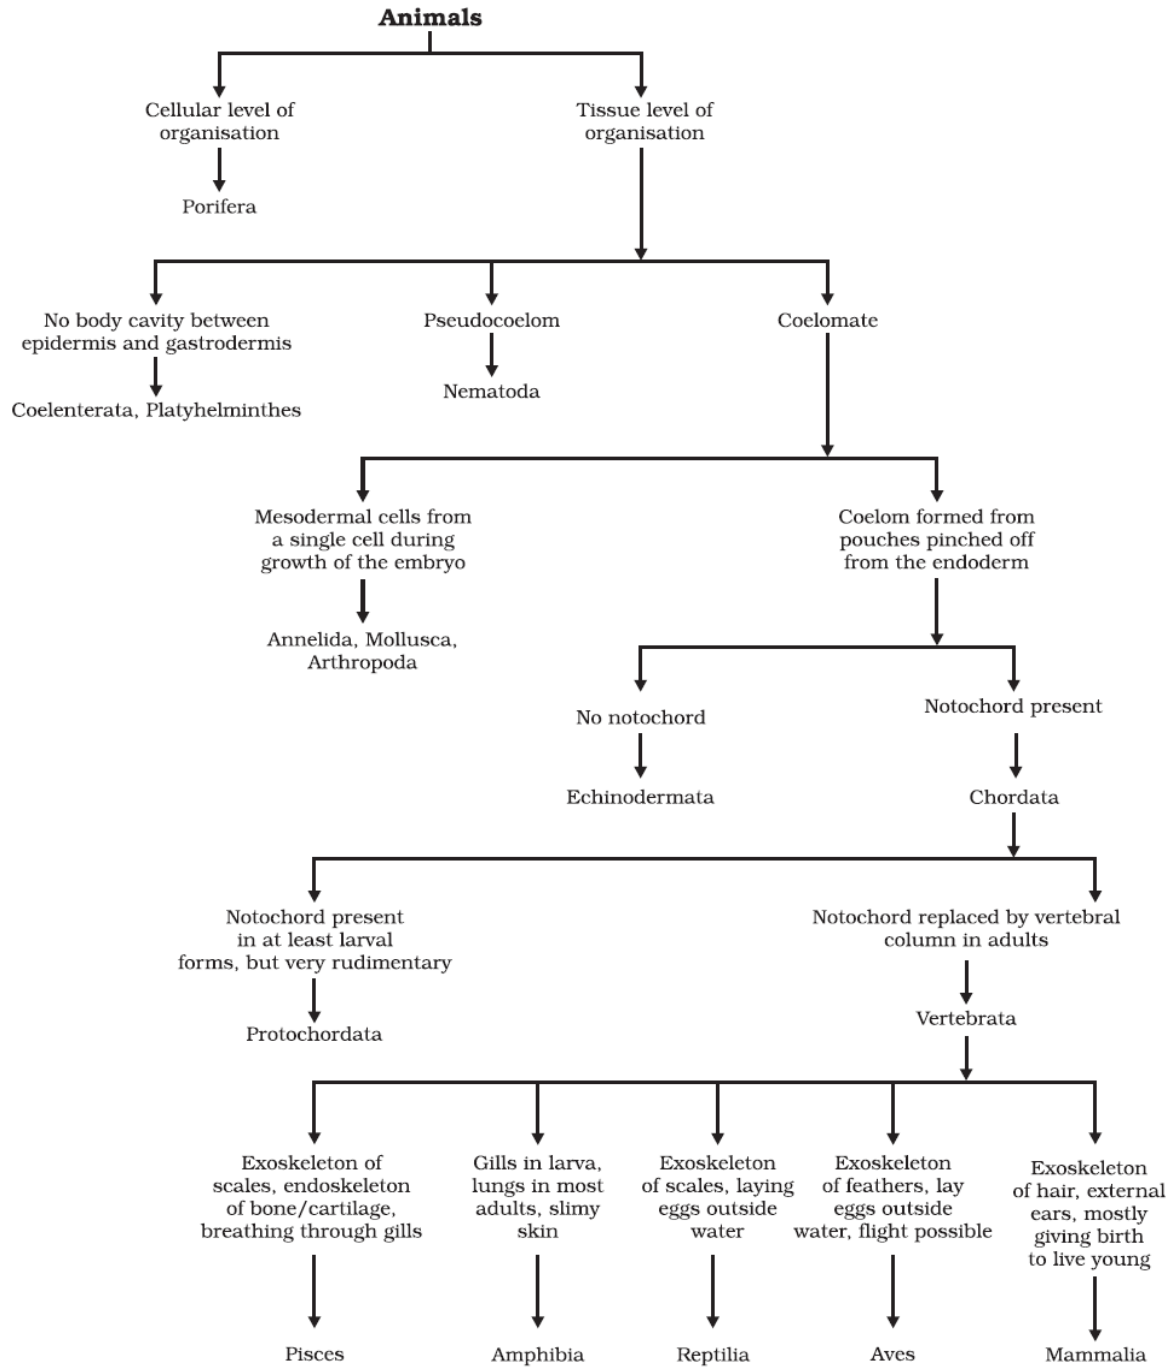 Animals
Cellular level of
organisation
Tissue level of
organisation
Porifera
No body cavity between
epidermis and gastrodermis
Pseudocoelom
Coelomate
Nematoda
Coelenterata, Platyhelminthes
Mesodermal cells from
a single cell during
growth of the embryo
Coelom formed from
pouches pinched off
from the endoderm
Annelida, Mollusca,
Arthropoda
No notochord
Notochord present
Echinodermata
Chordata
Notochord present
in at least larval
forms, but very rudimentary
Notochord replaced by vertebral
column in adults
Protochordata
Vertebrata
Exoskeleton of
scales, endoskeleton
of bone/cartilage,
breathing through gills
Gills in larva,
lungs in most
adults, slimy
skin
Exoskeleton
of scales, laying
eggs outside
water
Exoskeleton
of feathers, lay
eggs outside
water, flight possible
Exoskeleton
of hair, external
ears, mostly
giving birth
to live young
Pisces
Amphibia
Reptilia
Aves
Mammalia